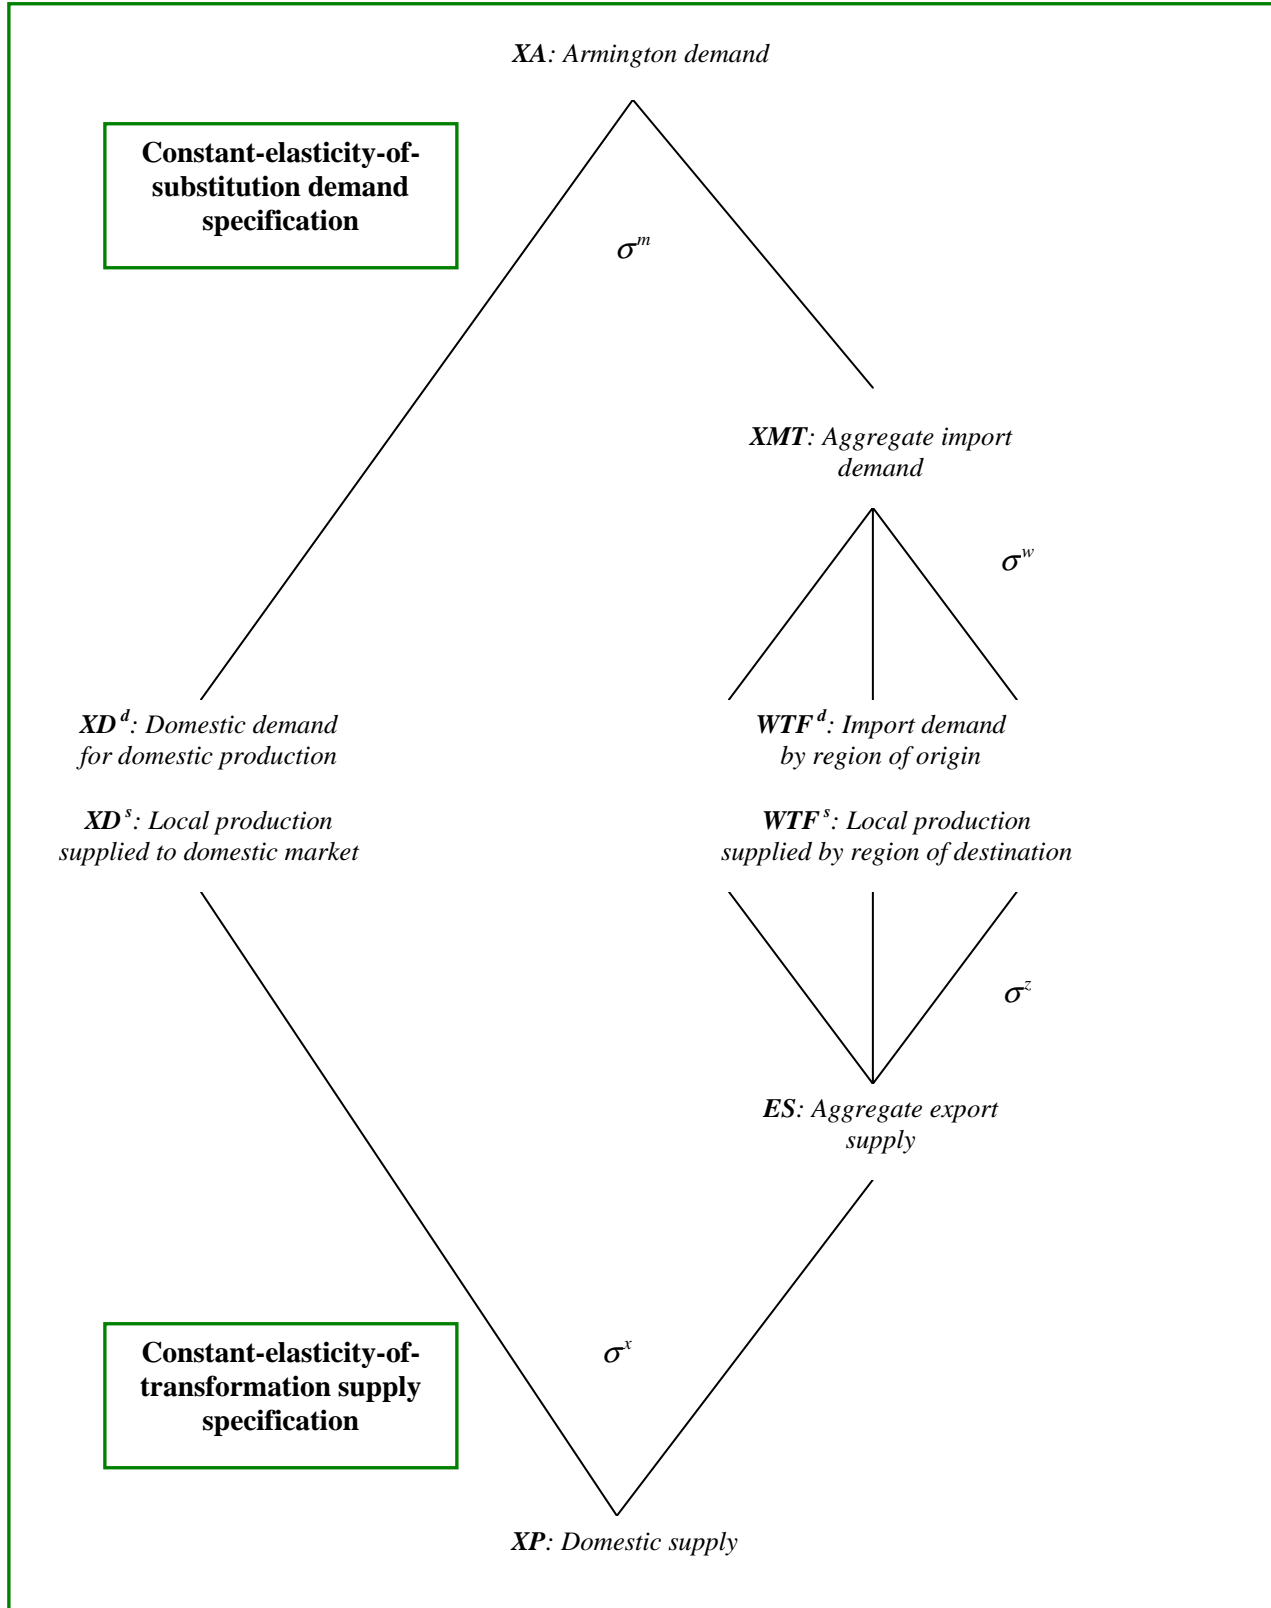 XA: Armington demand
Constant-elasticity-of-
substitution demand
specification
σ^m
XMT: Aggregate import
demand
σ^w
XD^d: Domestic demand
for domestic production
WTF^d: Import demand
by region of origin
XD^s: Local production
supplied to domestic market
WTF^s: Local production
supplied by region of destination
σ^z
ES: Aggregate export
supply
Constant-elasticity-of-
transformation supply
specification
σ^x
XP: Domestic supply